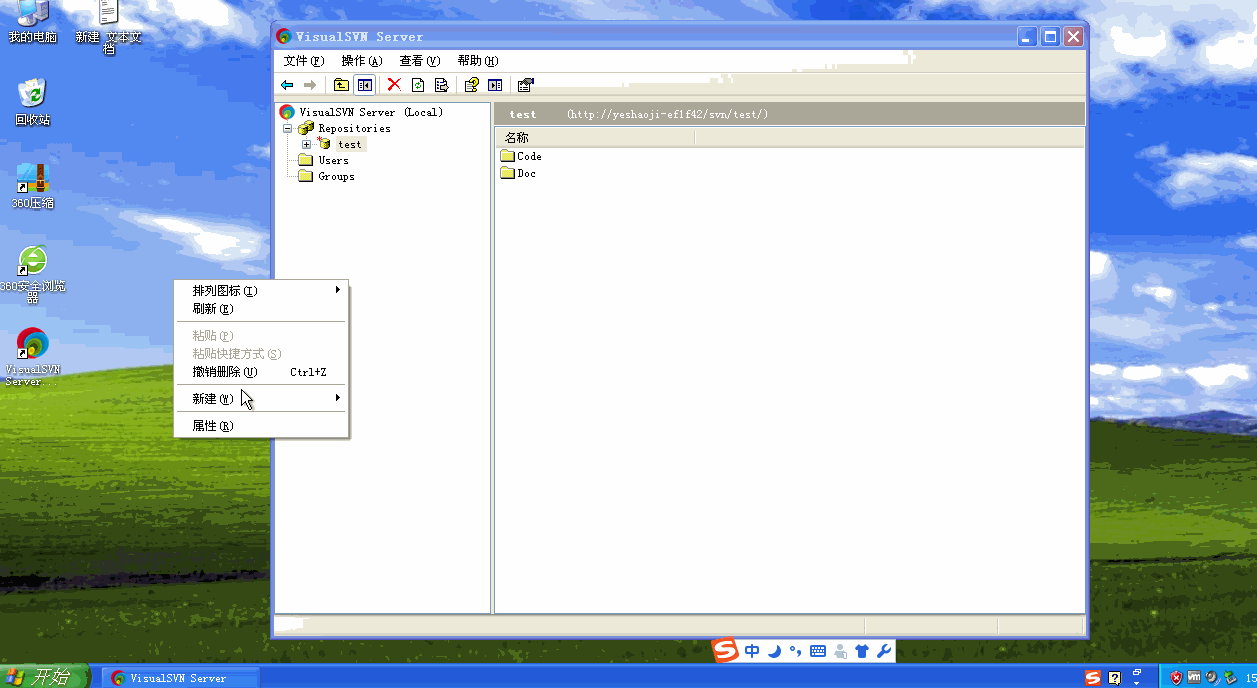 我的电脑
新建 文本文
档
回收站
360压缩
360安全浏览
器
VisualSVN
Server...
VisualSVN Server
文件(F) 操作(A) 查看(V) 帮助(H)
VisualSVN Server (Local)
Repositories
test
Users
Groups
test (http://yeshaoji-ef1f42/svn/test/)
名称
Code
Doc
排列图标(I)
刷新(E)
粘贴(P)
粘贴快捷方式(S)
撤销删除(U) Ctrl+Z
新建(W)
属性(R)
S 中
开始
VisualSVN Server
S
vm
15